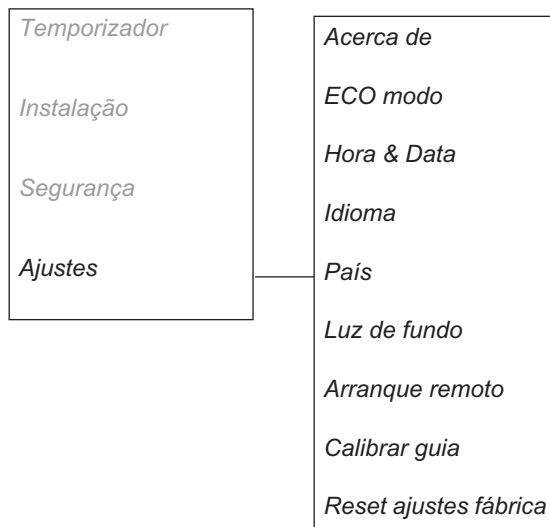 Temporizador
Instalação
Segurança
Ajustes
Acerca de
ECO modo
Hora & Data
Idioma
País
Luz de fundo
Arranque remoto
Calibrar guia
Reset ajustes fábrica